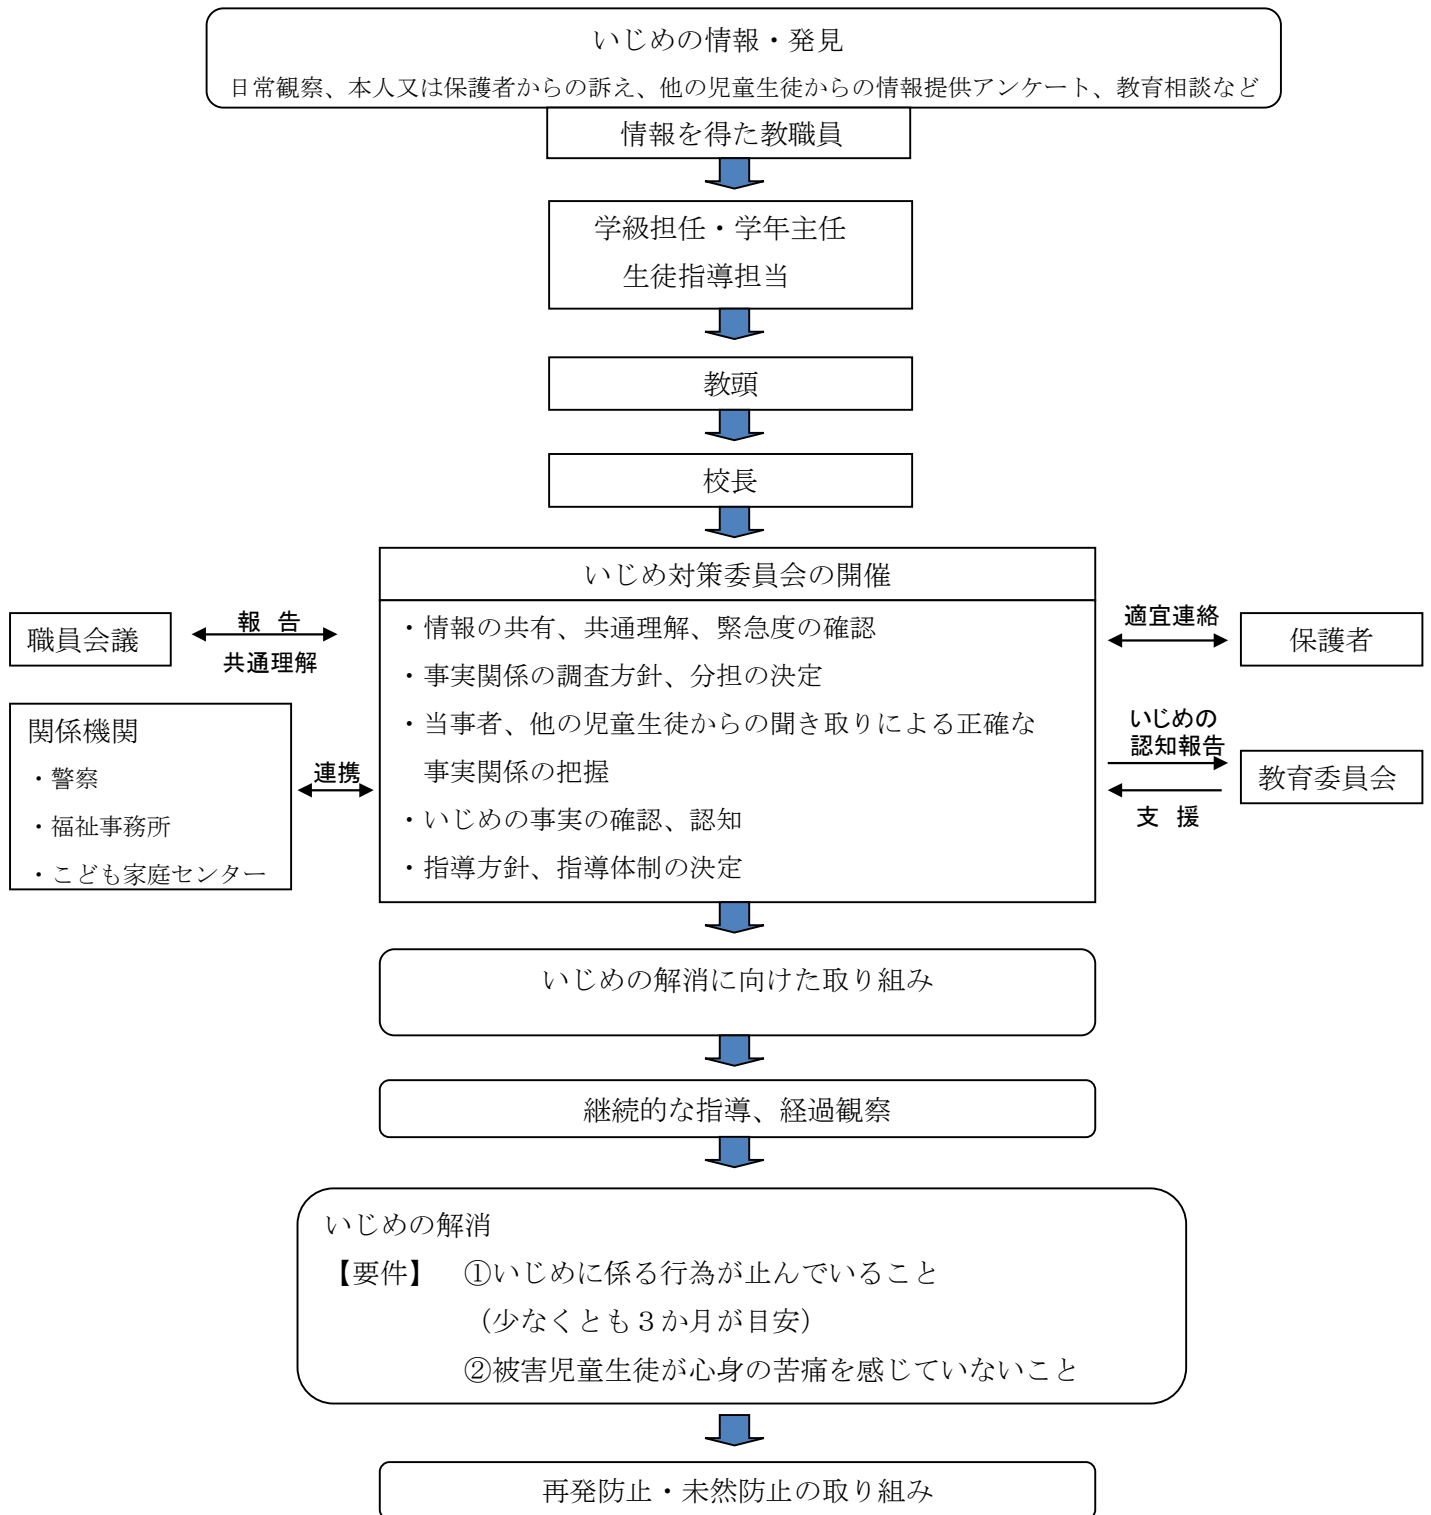 いじめの情報・発見
日常観察、本人又は保護者からの訴え、他の児童生徒からの情報提供アンケート、教育相談など
情報を得た教職員
学級担任・学年主任
生徒指導担当
教頭
校長
いじめ対策委員会の開催
・情報の共有、共通理解、緊急度の確認
・事実関係の調査方針、分担の決定
・当事者、他の児童生徒からの聞き取りによる正確な
事実関係の把握
・いじめの事実の確認、認知
・指導方針、指導体制の決定
職員会議
報 告
共通理解
関係機関
・警察
・福祉事務所
・こども家庭センター
連携
適宜連絡
保護者
いじめの
認知報告
教育委員会
支 援
いじめの解消に向けた取り組み
継続的な指導、経過観察
いじめの解消
【要件】 ①いじめに係る行為が止んでいること
（少なくとも３か月が目安）
②被害児童生徒が心身の苦痛を感じていないこと
再発防止・未然防止の取り組み